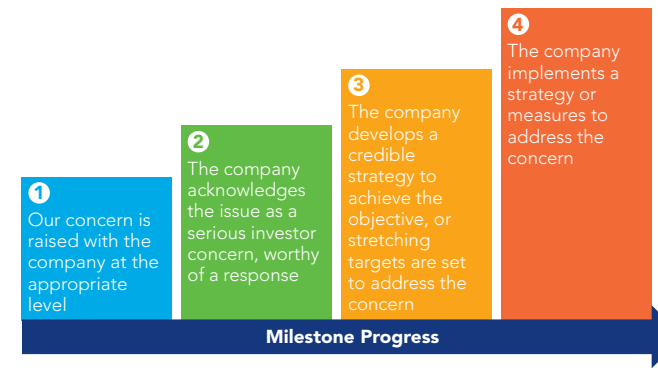 1
Our concern is
raised with the
company at the
appropriate
level
2
The company
acknowledges
the issue as a
serious investor
concern, worthy
of a response
3
The company
develops a
credible
strategy to
achieve the
objective, or
stretching
targets are set
to address the
concern
4
The company
implements a
strategy or
measures to
address the
concern
Milestone Progress